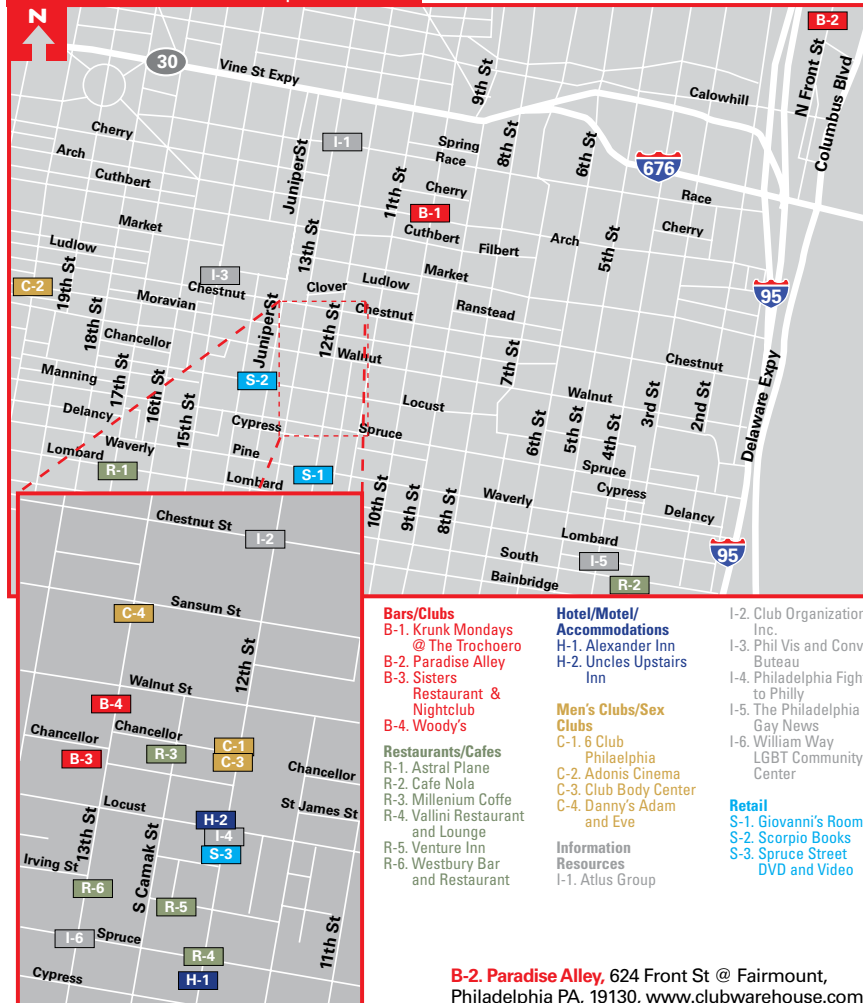 N
B-2
30
Vine St Expy
9th St
N Front St
Columbus Blvd
Calowhill
Cherry
I-1
Spring
Race
8th St
6th St
676
Arch
Juniper St
Cuthbert
11th St
Cherry
Race
B-1
Market
13th St
Cuthbert
Filbert
Arch
5th St
Cherry
Ludlow
I-3
Market
C-2
19th St
Chestnut
Clover
Ludlow
95
Moravian
Juniper St
12th St
Chestnut
Ranstead
18th St
Chancellor
Walnut
7th St
Chestnut
Manning
17th St
16th St
S-2
Walnut
3rd St
2nd St
Delaware Expy
Delancy
15th St
Locust
Cypress
Spruce
6th St
5th St
4th St
Lombard
Waverly
Pine
R-1
Lombard
S-1
Spruce
Cypress
10th St
9th St
8th St
Waverly
Delancy
Chestnut St
I-2
Lombard
South
I-5
95
Bainbridge
R-2
Sansum St
C-4
12th St
Walnut St
B-4
Chancellor
Chancellor
B-3
R-3
C-1
C-3
Chancellor
Locust
St James St
H-2
I-4
S-3
13th St
S Camak St
Irving St
R-6
R-5
I-6
Spruce
11th St
R-4
Cypress
H-1
Bars/Clubs
B-1. Krunk Mondays
@ The Trochoero
B-2. Paradise Alley
B-3. Sisters
Restaurant &
Nightclub
B-4. Woody's
Restaurants/Cafes
R-1. Astral Plane
R-2. Cafe Nola
R-3. Millenium Coffe
R-4. Vallini Restaurant
and Lounge
R-5. Venture Inn
R-6. Westbury Bar
and Restaurant
Hotel/Motel/
Accommodations
H-1. Alexander Inn
H-2. Uncles Upstairs
Inn
Men's Clubs/Sex
Clubs
C-1. 6 Club
Philaelphia
C-2. Adonis Cinema
C-3. Club Body Center
C-4. Danny's Adam
and Eve
Information
Resources
I-1. Atlus Group
I-2. Club Organization
Inc.
I-3. Phil Vis and Conv
Buteau
I-4. Philadelphia Figh
to Philly
I-5. The Philadelphia
Gay News
I-6. William Way
LGBT Community
Center
Retail
S-1. Giovanni's Room
S-2. Scorpio Books
S-3. Spruce Street
DVD and Video
B-2. Paradise Alley, 624 Front St @ Fairmount,
Philadelphia PA, 19130, www.clubwarehouse.com